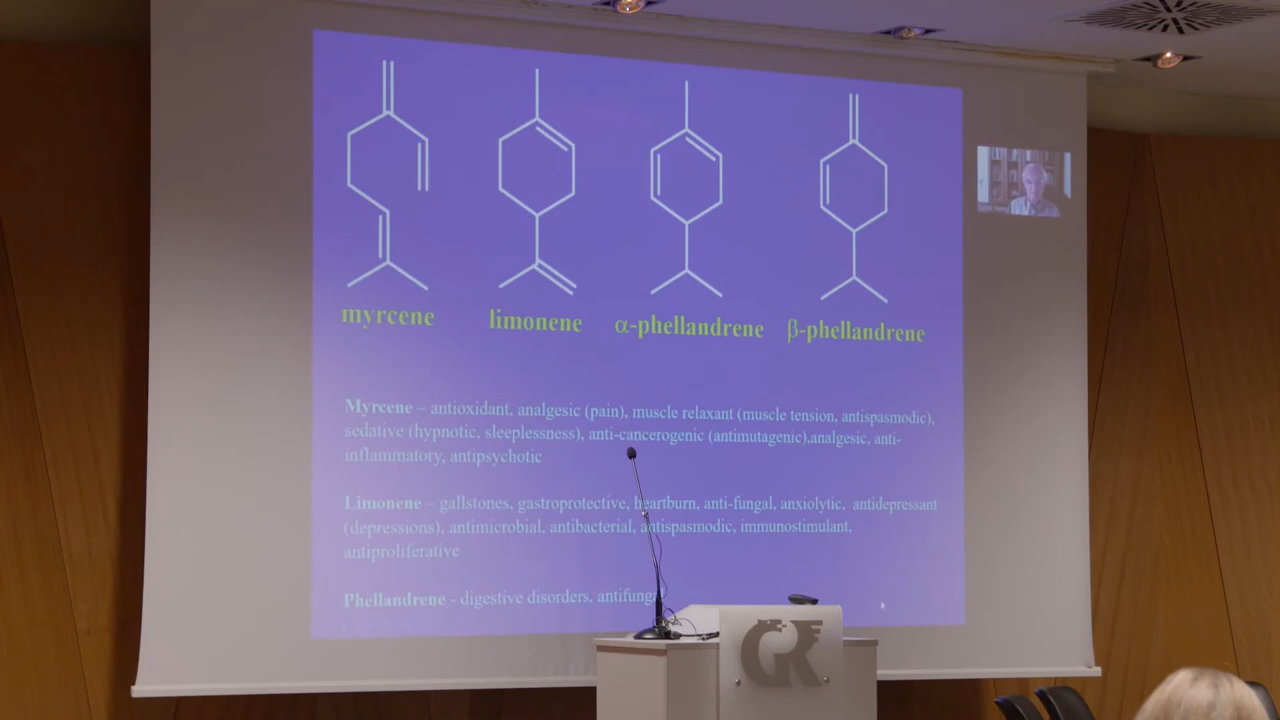 myrcene
limonene
α-phellandrene
β-phellandrene
Myrcene – antioxidant, analgesic (pain), muscle relaxant (muscle tension, antispasmodic),
sedative (hypnotic, sleeplessness), anti-cancerogenic (antimutagenic),analgesic, anti-
inflammatory, antipsychotic
Limonene – gallstones, gastroprotective, heartburn, anti-fungal, anxiolytic, antidepressant
(depressions), antimicrobial, antibacterial, antispasmodic, immunostimulant,
antiproliferative
Phellandrene - digestive disorders, antifunga